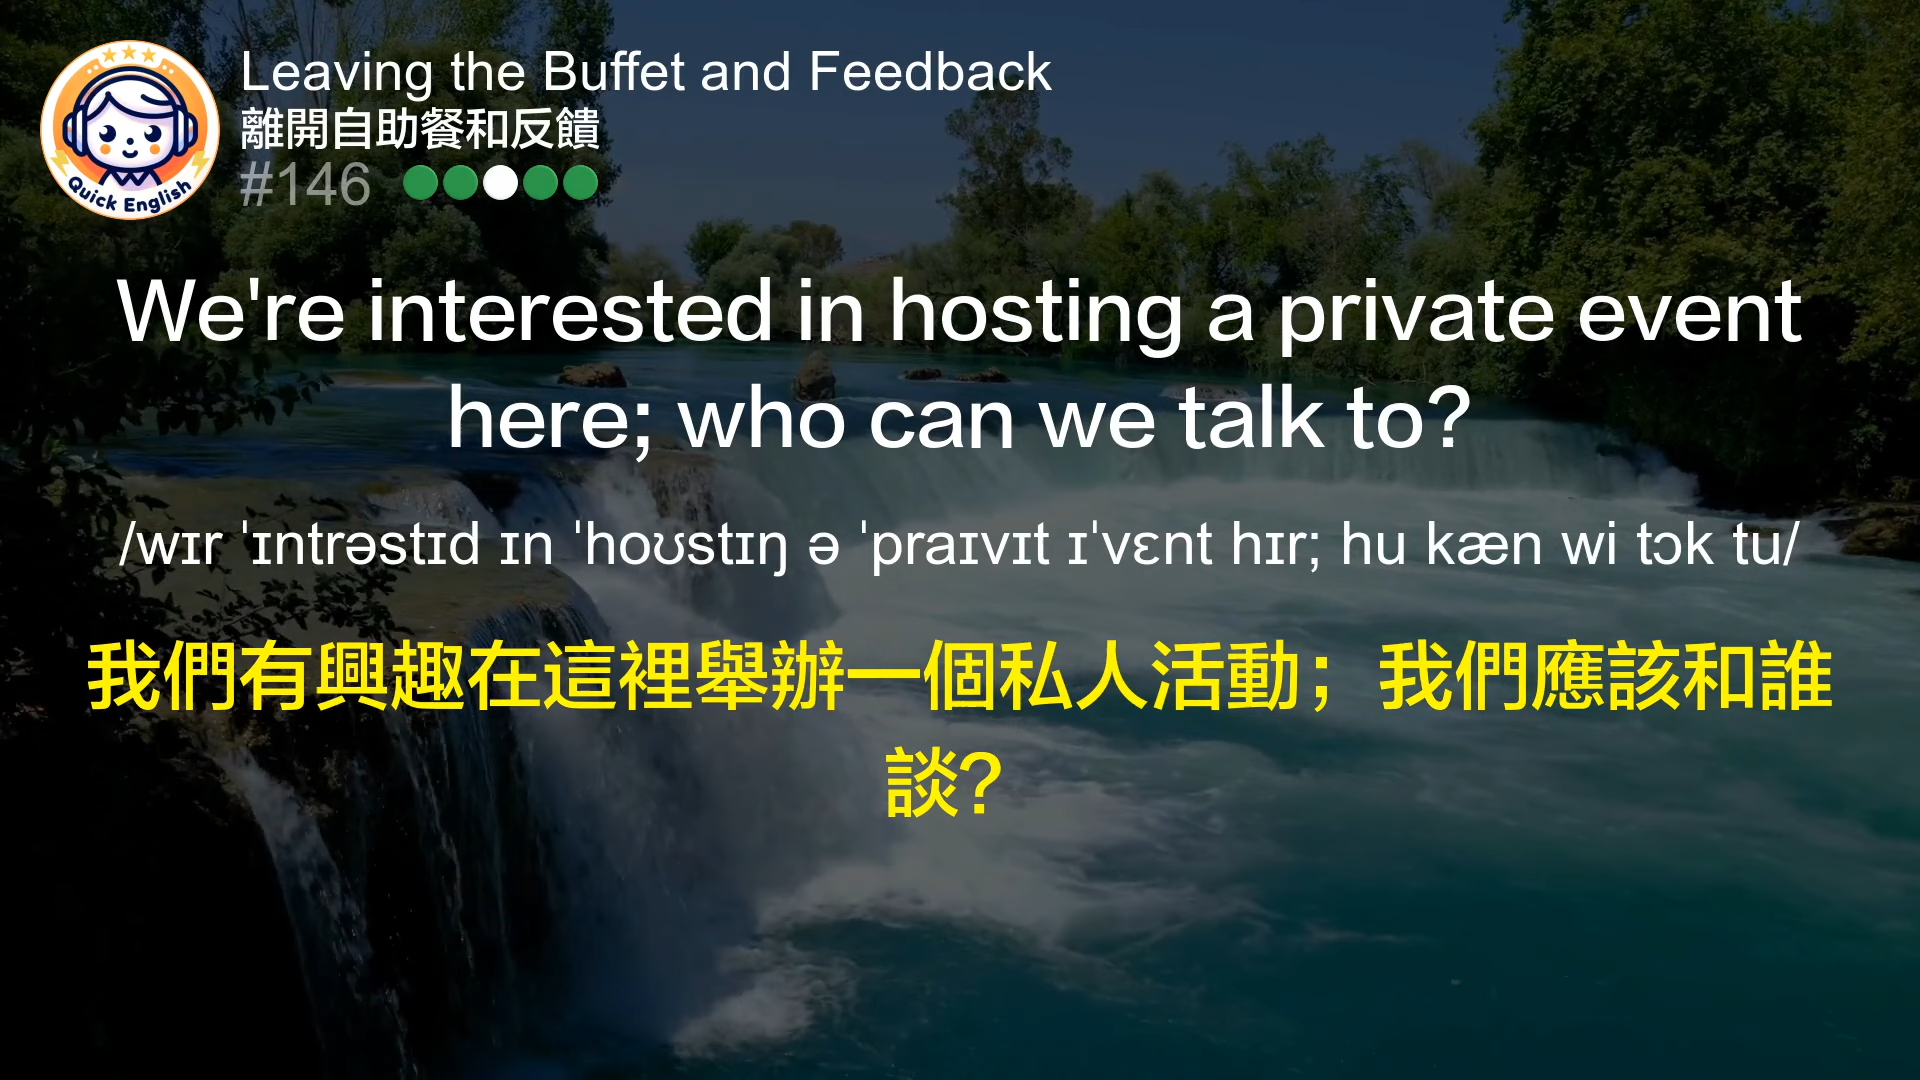 Quick English
Leaving the Buffet and Feedback
離開自助餐和反饋
#146
We're interested in hosting a private event
here; who can we talk to?
/wɪr ˈɪntrəstɪd ɪn ˈhoʊstɪŋ ə ˈpraɪvɪt ɪˈvɛnt hɪr; hu kæn wi tɔk tu/
我們有興趣在這裡舉辦一個私人活動；我們應該和誰
談？